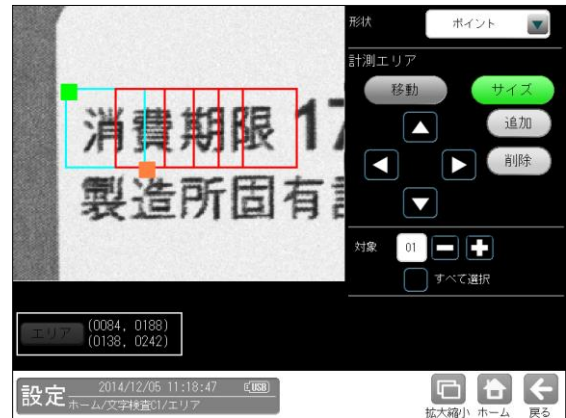 形状
ポイント
計測エリア
移動
サイズ
追加
削除
対象
01
すべて選択
消費期限 17
製造所固有
エリア
(0084, 0188)
(0138, 0242)
設定
2014/12/05 11:18:47
USB
ホーム/文字検査C1/エリア
拡大縮小
ホーム
戻る